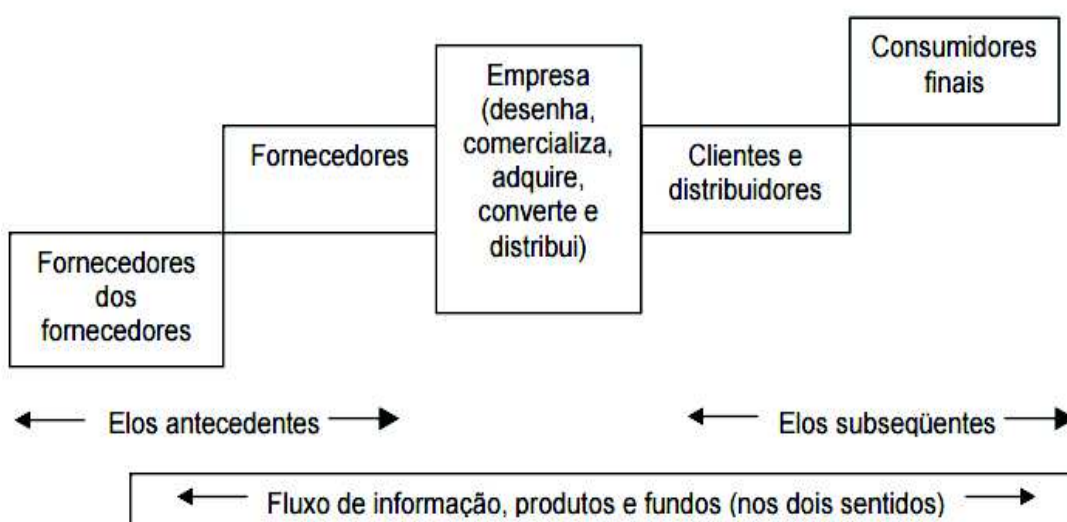 Fornecedores
dos
fornecedores
Fornecedores
Empresa
(desenha,
comercializa,
adquire,
converte e
distribui)
Clientes e
distribuidores
Consumidores
finais
Elos antecedentes
Elos subseqüentes
Fluxo de informação, produtos e fundos (nos dois sentidos)